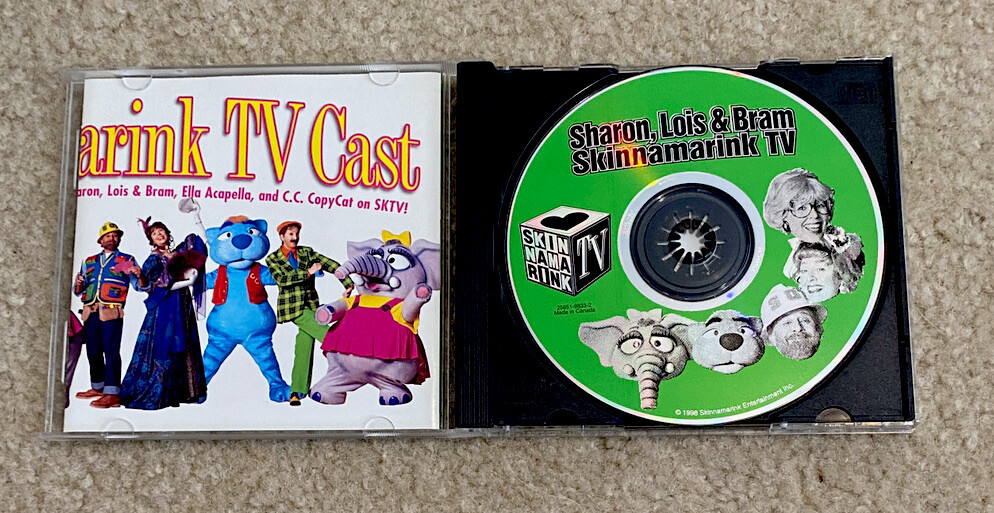 arink TV Cast
aron, Lois & Bram, Ella Acapella, and C.C. CopyCat on SKTV!
Sharon, Lois & Bram
Skinnamarink TV
SKIN
NAMA
RINK
TV
Made in Canada
© 1998 Skinnamarink Entertainment Inc.